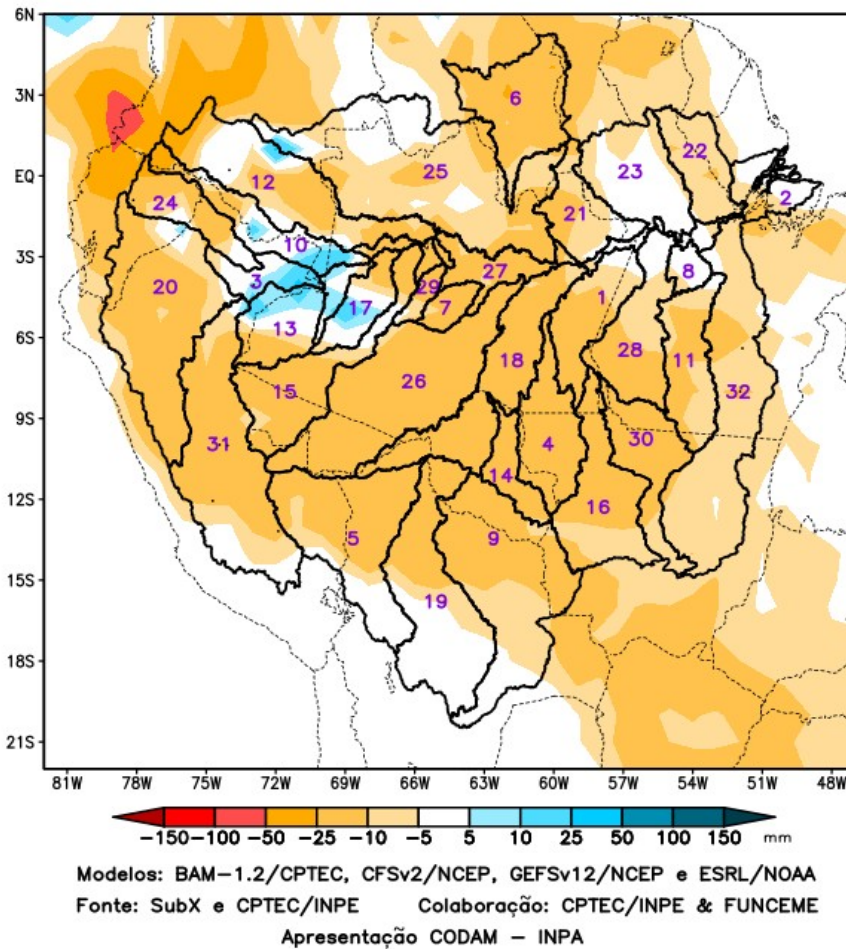 6N
3N
EQ
3S
6S
9S
12S
15S
18S
21S
6
25
23
22
2
12
24
21
10
27
8
3
20
29
17
7
1
13
18
28
11
15
26
32
31
4
30
14
16
5
9
19
81W 78W 75W 72W 69W 66W 63W 60W 57W 54W 51W 48W
-150 -100 -50 -25 -10 -5 5 10 25 50 100 150 mm
Modelos: BAM-1.2/CPTEC, CFSv2/NCEP, GEFSv12/NCEP e ESRL/NOAA
Fonte: SubX e CPTEC/INPE Colaboração: CPTEC/INPE & FUNCEME
Apresentação CODAM - INPA